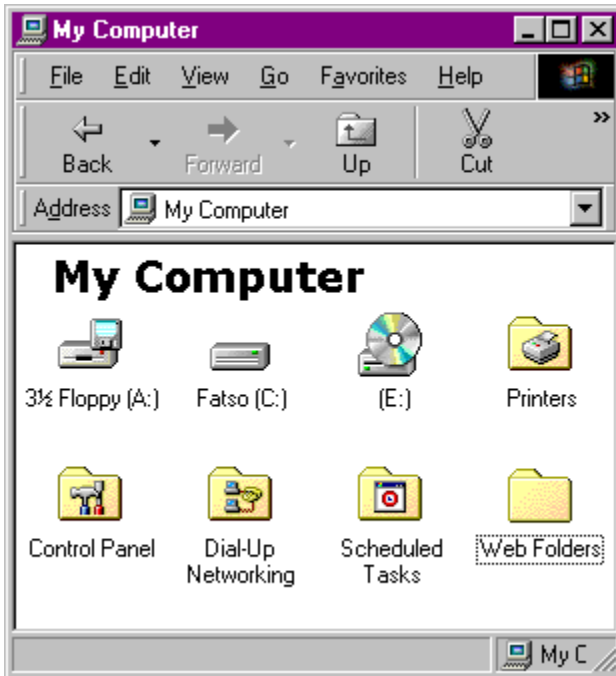 My Computer
File Edit View Go Favorites Help
Back Forward Up Cut »
Address My Computer
My Computer
3½ Floppy (A:) Fatso (C:) (E:) Printers
Control Panel Dial-Up Networking Scheduled Tasks Web Folders
My C